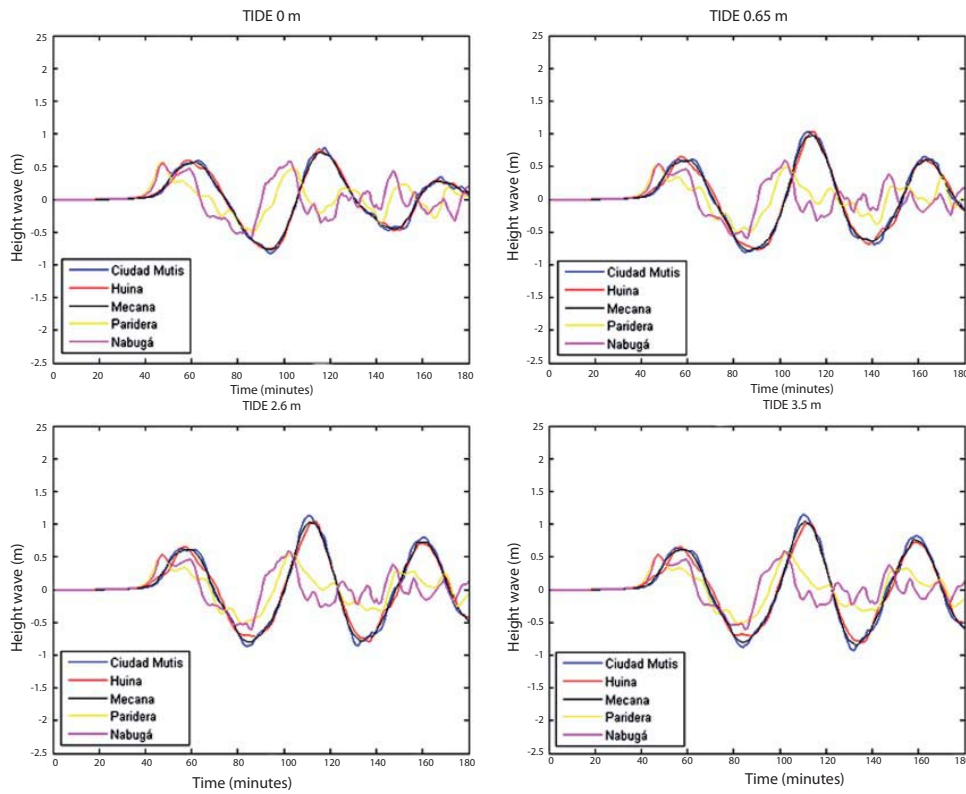 TIDE 0 m
25
2
1.5
1
0.5
0
-0.5
-1
-1.5
-2
-2.5
Height wave (m)
Ciudad Mutis
Huina
Mecana
Paridera
Nabugá
0 20 40 60 80 100 120 140 160 180
Time (minutes)
TIDE 0.65 m
25
2
1.5
1
0.5
0
-0.5
-1
-1.5
-2
-2.5
Height wave (m)
Ciudad Mutis
Huina
Mecana
Paridera
Nabugá
0 20 40 60 80 100 120 140 160 180
Time (minutes)
TIDE 2.6 m
25
2
1.5
1
0.5
0
-0.5
-1
-1.5
-2
-2.5
Height wave (m)
Ciudad Mutis
Huina
Mecana
Paridera
Nabugá
0 20 40 60 80 100 120 140 160 180
Time (minutes)
TIDE 3.5 m
25
2
1.5
1
0.5
0
-0.5
-1
-1.5
-2
-2.5
Height wave (m)
Ciudad Mutis
Huina
Mecana
Paridera
Nabugá
0 20 40 60 80 100 120 140 160 180
Time (minutes)